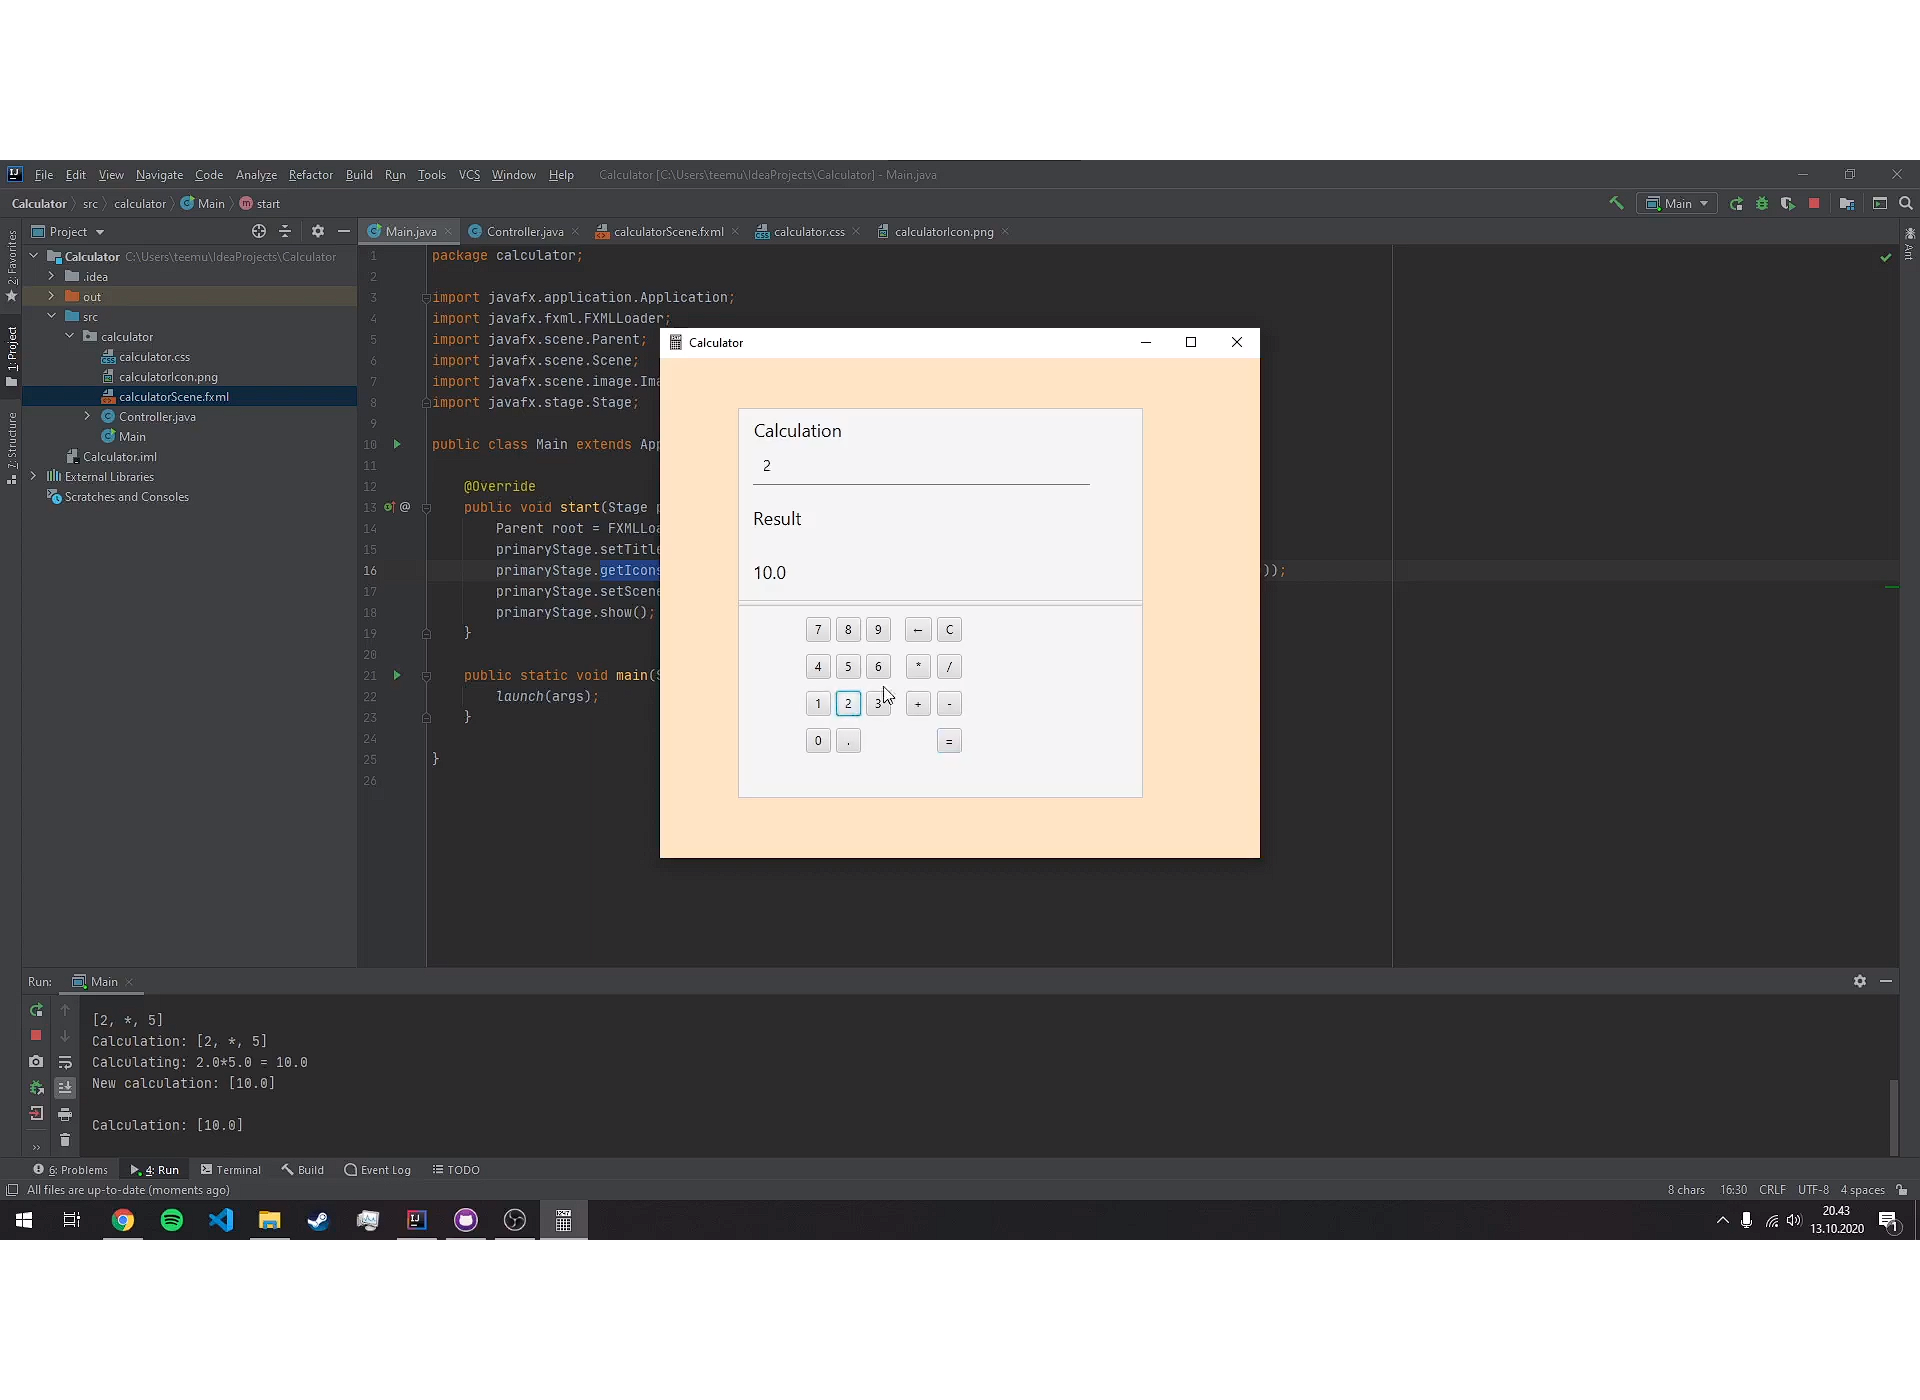 File Edit View Navigate Code Analyze Refactor Build Run Tools VCS Window Help Calculator [C:\Users\teemu\IdeaProjects\Calculator] - Main.java
Calculator src calculator Main start
Main
Project
Main.java Controller.java calculatorScene.fxml calculator.css calculatorIcon.png
2: Favorites
1: Project
7: Structure
Ant
Calculator C:\Users\teemu\IdeaProjects\Calculator
.idea
out
src
calculator
calculator.css
calculatorIcon.png
calculatorScene.fxml
Controller.java
Main
Calculator.iml
External Libraries
Scratches and Consoles
1 package calculator;
2
3 import javafx.application.Application;
4 import javafx.fxml.FXMLLoader;
5 import javafx.scene.Parent;
6 import javafx.scene.Scene;
7 import javafx.scene.image.Ima
8 import javafx.stage.Stage;
9
10 public class Main extends App
11
12 @Override
13 public void start(Stage p
14 Parent root = FXMLLoa
15 primaryStage.setTitle
16 primaryStage.getIcons ));
17 primaryStage.setScene
18 primaryStage.show();
19 }
20
21 public static void main(S
22 launch(args);
23 }
24
25 }
26
Calculator
Calculation
2
Result
10.0
7 8 9 ← C
4 5 6 * /
1 2 3 + -
0 . =
Run: Main
[2, *, 5]
Calculation: [2, *, 5]
Calculating: 2.0*5.0 = 10.0
New calculation: [10.0]
Calculation: [10.0]
6: Problems 4: Run Terminal Build Event Log TODO
All files are up-to-date (moments ago) 8 chars 16:30 CRLF UTF-8 4 spaces
20.43
13.10.2020
1